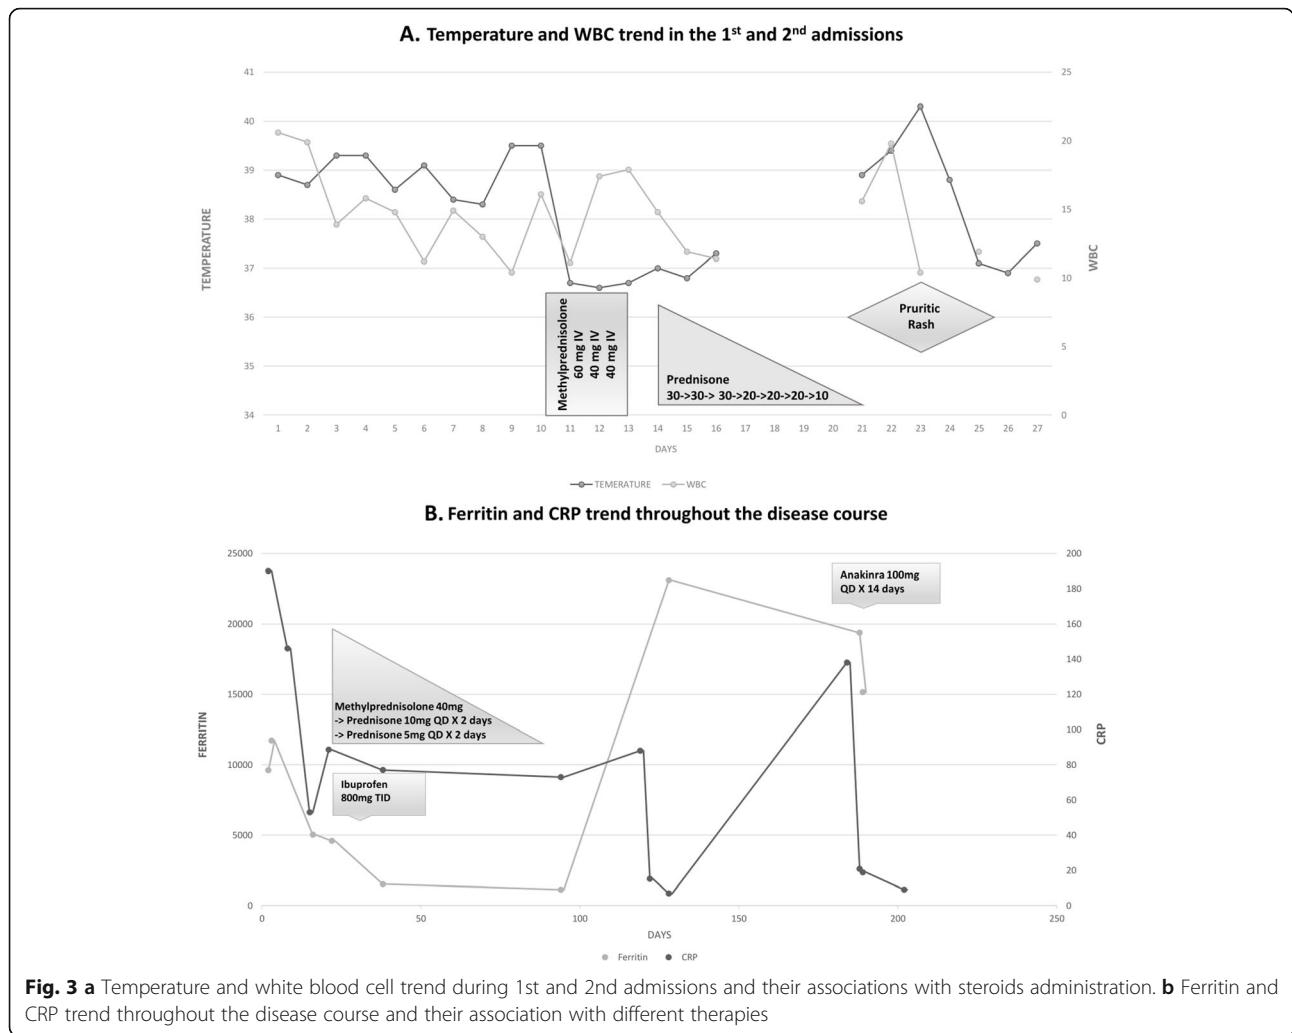 A. Temperature and WBC trend in the 1st and 2nd admissions
TEMPERATURE
41
40
39
38
37
36
35
34
25
20
15
10
5
0
WBC
Methylprednisolone
60 mg IV
40 mg IV
40 mg IV
Prednisone
30->30-> 30->20->20->20->10
Pruritic
Rash
1 2 3 4 5 6 7 8 9 10 11 12 13 14 15 16 17 18 19 20 21 22 23 24 25 26 27
DAYS
TEMERATURE WBC
B. Ferritin and CRP trend throughout the disease course
FERRITIN
25000
20000
15000
10000
5000
0
200
180
160
140
120
100
80
60
40
20
0
CRP
Anakinra 100mg
QD X 14 days
Methylprednisolone 40mg
-> Prednisone 10mg QD X 2 days
-> Prednisone 5mg QD X 2 days
Ibuprofen
800mg TID
0 50 100 150 200 250
DAYS
Ferritin CRP
Fig. 3 a Temperature and white blood cell trend during 1st and 2nd admissions and their associations with steroids administration. b Ferritin and
CRP trend throughout the disease course and their association with different therapies